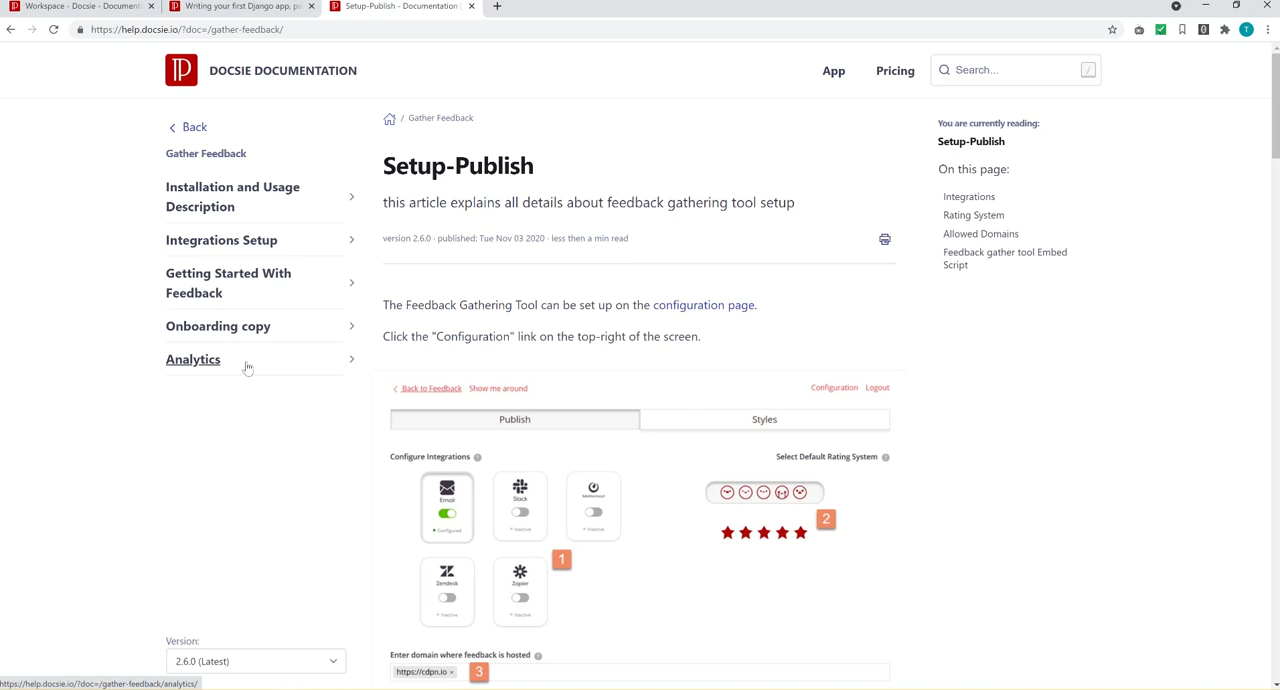 Workspace - Docsie - Document
Writing your first Django app, pa
Setup-Publish - Documentation |
https://help.docsie.io/?doc=/gather-feedback/
T
DOCSIE DOCUMENTATION
App
Pricing
Search...
/
Back
Gather Feedback
Installation and Usage
Description
Integrations Setup
Getting Started With
Feedback
Onboarding copy
Analytics
Version:
2.6.0 (Latest)
https://help.docsie.io/?doc=/gather-feedback/analytics/
/ Gather Feedback
Setup-Publish
this article explains all details about feedback gathering tool setup
version 2.6.0 · published: Tue Nov 03 2020 · less then a min read
The Feedback Gathering Tool can be set up on the configuration page.
Click the "Configuration" link on the top-right of the screen.
< Back to Feedback Show me around
Configuration Logout
Publish
Styles
Configure Integrations ?
Select Default Rating System ?
Email
Configured
Slack
Inactive
Mattermost
Inactive
Zendesk
Inactive
Zapier
Inactive
1
2
Enter domain where feedback is hosted ?
https://cdpn.io ×
3
You are currently reading:
Setup-Publish
On this page:
Integrations
Rating System
Allowed Domains
Feedback gather tool Embed
Script